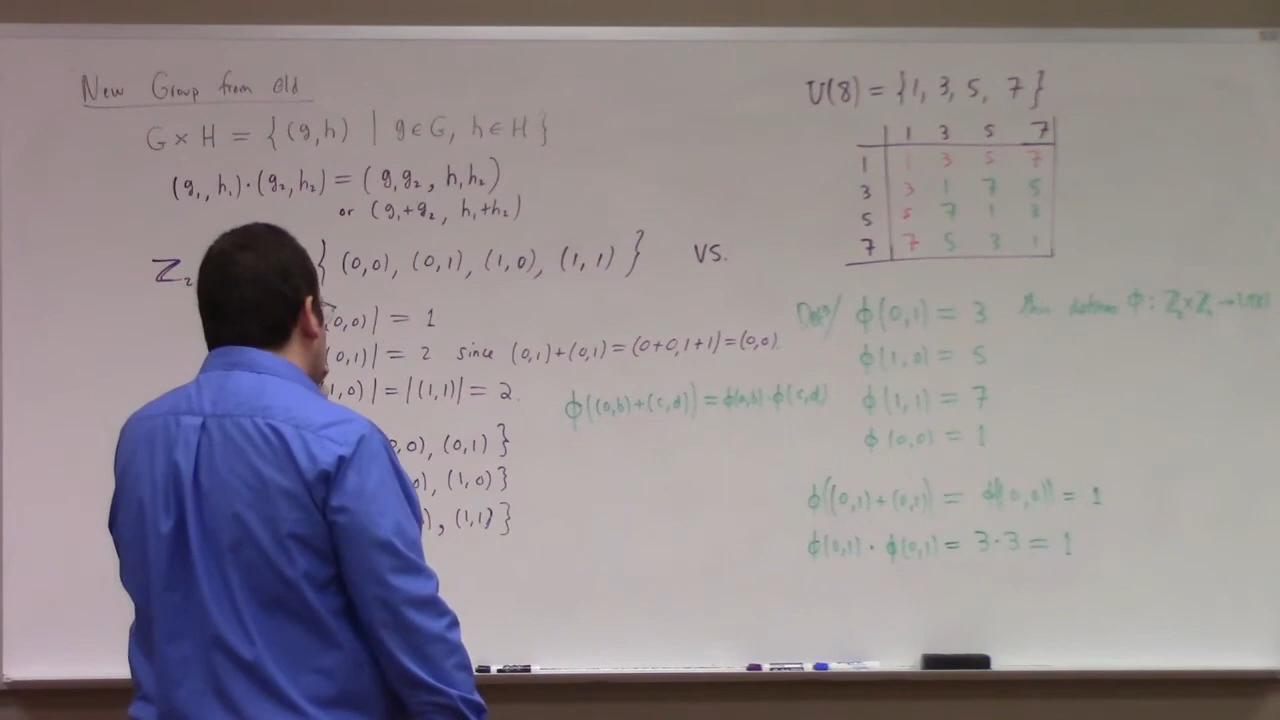 New Group from Old
G × H = { (g,h) | g∈G, h∈H }
(g₁, h₁)·(g₂, h₂) = ( g₁g₂ , h₁h₂ )
or ( g₁+g₂ , h₁+h₂ )
ℤ₂ { (0,0), (0,1), (1,0), (1,1) } vs.
(0,0)| = 1
(0,1)| = 2 since (0,1)+(0,1)=(0+0,1+1)=(0,0).
1,0)| = |(1,1)| = 2.
0,0), (0,1)}
0), (1,0)}
), (1,1)}
φ((a,b)+(c,d)) = φ(a,b)·φ(c,d)
U(8) = {1, 3, 5, 7}
1 3 5 7
1 1 3 5 7
3 3 1 7 5
5 5 7 1 3
7 7 5 3 1
φ(0,1) = 3 φ : ℤ₂×ℤ₂ →
φ(1,0) = 5
φ(1,1) = 7
φ(0,0) = 1
φ((0,1)+(0,1)) = φ((0,0)) = 1
φ(0,1) · φ(0,1) = 3·3 = 1